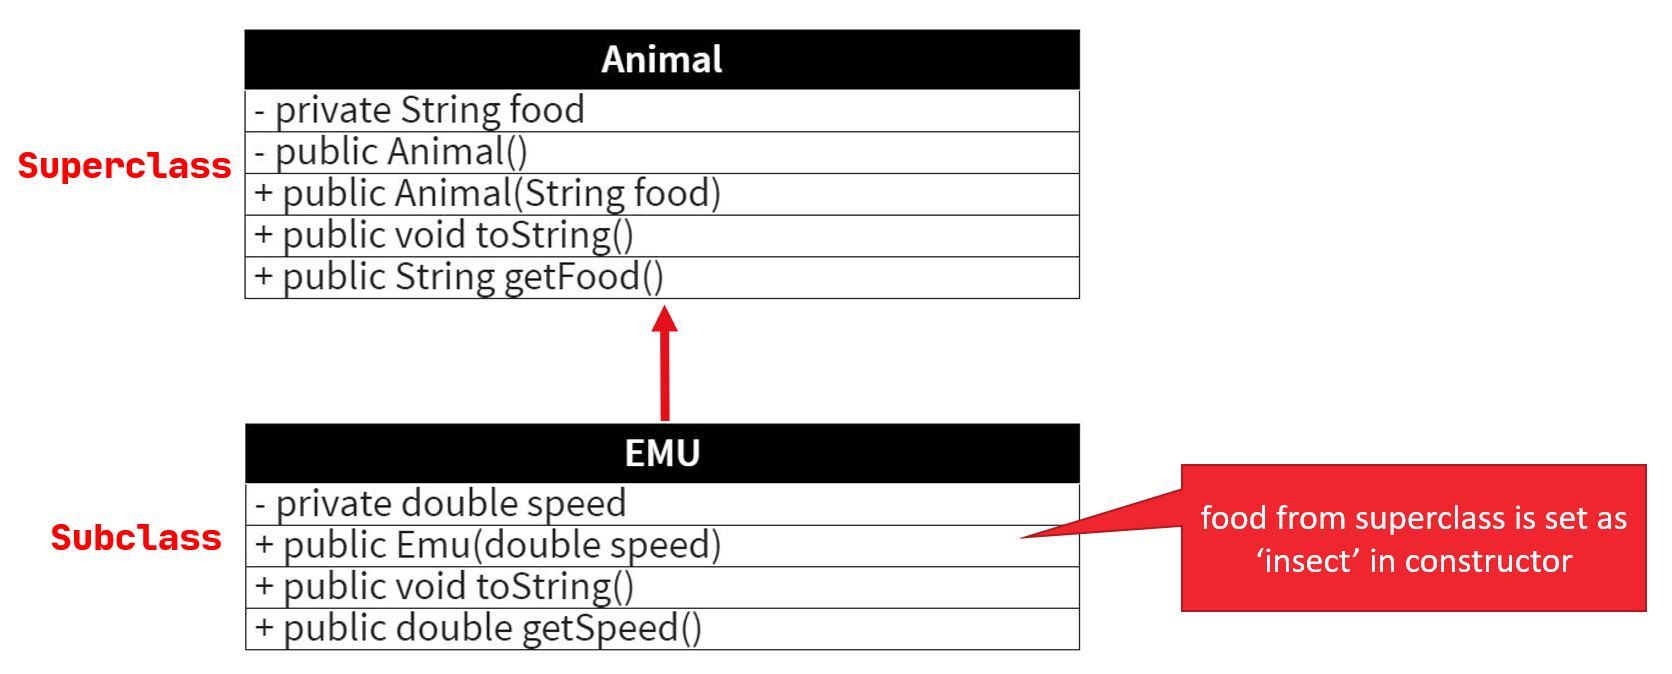 Animal
- private String food
- public Animal()
Superclass
+ public Animal(String food)
+ public void toString()
+ public String getFood()
EMU
- private double speed
Subclass
+ public Emu(double speed)
+ public void toString()
+ public double getSpeed()
food from superclass is set as
‘insect’ in constructor